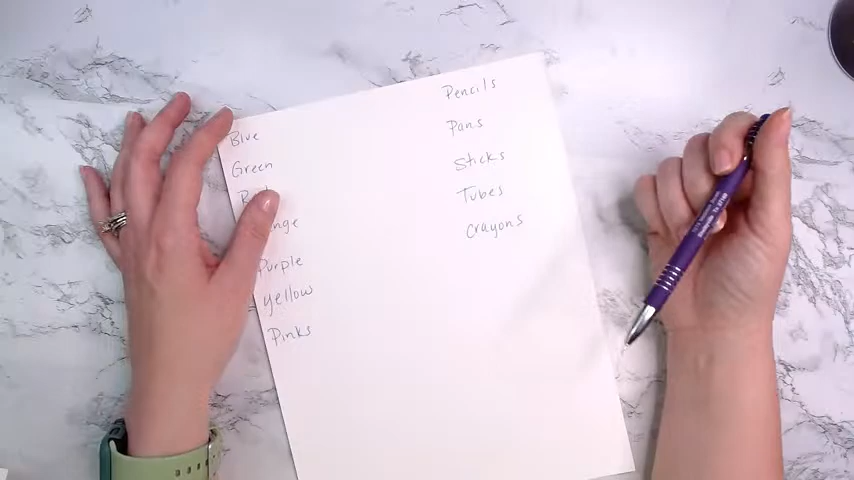 Blue
Green
Purple
Yellow
Pinks
Pencils
Pans
Sticks
Tubes
Crayons